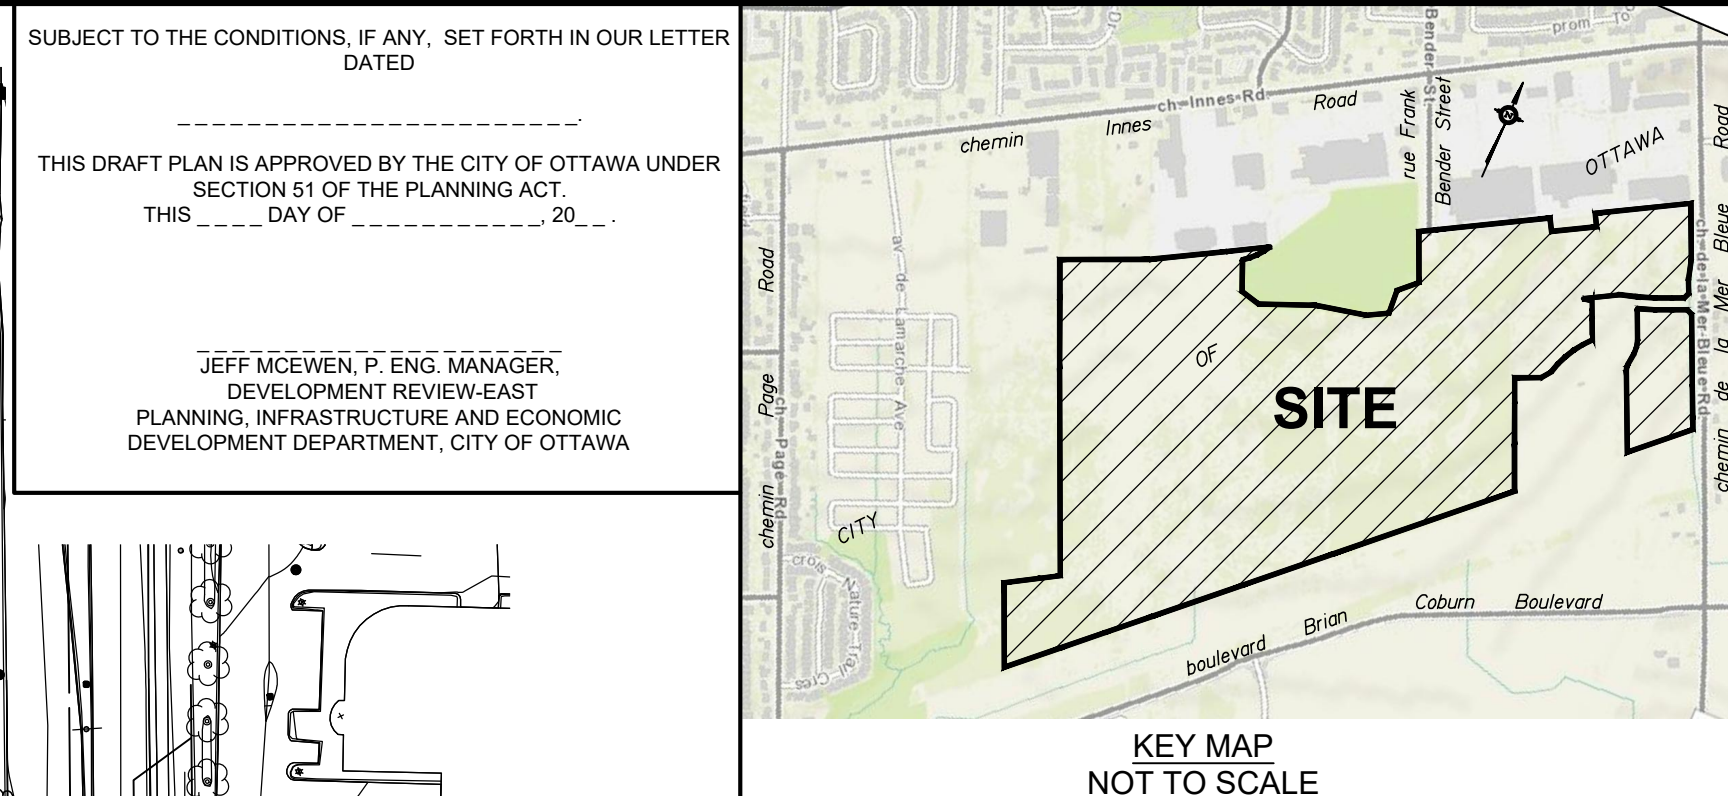 SUBJECT TO THE CONDITIONS, IF ANY, SET FORTH IN OUR LETTER
DATED
_ _ _ _ _ _ _ _ _ _ _ _ _ _ _ _ _ _ _ _ _ _ _ _ _.
THIS DRAFT PLAN IS APPROVED BY THE CITY OF OTTAWA UNDER
SECTION 51 OF THE PLANNING ACT.
THIS _ _ _ _ DAY OF _ _ _ _ _ _ _ _ _ _ _ _, 20_ _ .
JEFF MCEWEN, P. ENG. MANAGER,
DEVELOPMENT REVIEW-EAST
PLANNING, INFRASTRUCTURE AND ECONOMIC
DEVELOPMENT DEPARTMENT, CITY OF OTTAWA
Bender St.
prom
ch. Innes Rd.
chemin Innes Road
rue Frank
Bender Street
N
OTTAWA
chemin Page Road
ch. Page Rd.
av. de Lamarche Ave
chemin de la Mer Bleue Road
ch. de la Mer Bleue Rd.
OF
SITE
CITY
crois Nature Trail Cres
boulevard Brian Coburn Boulevard
KEY MAP
NOT TO SCALE